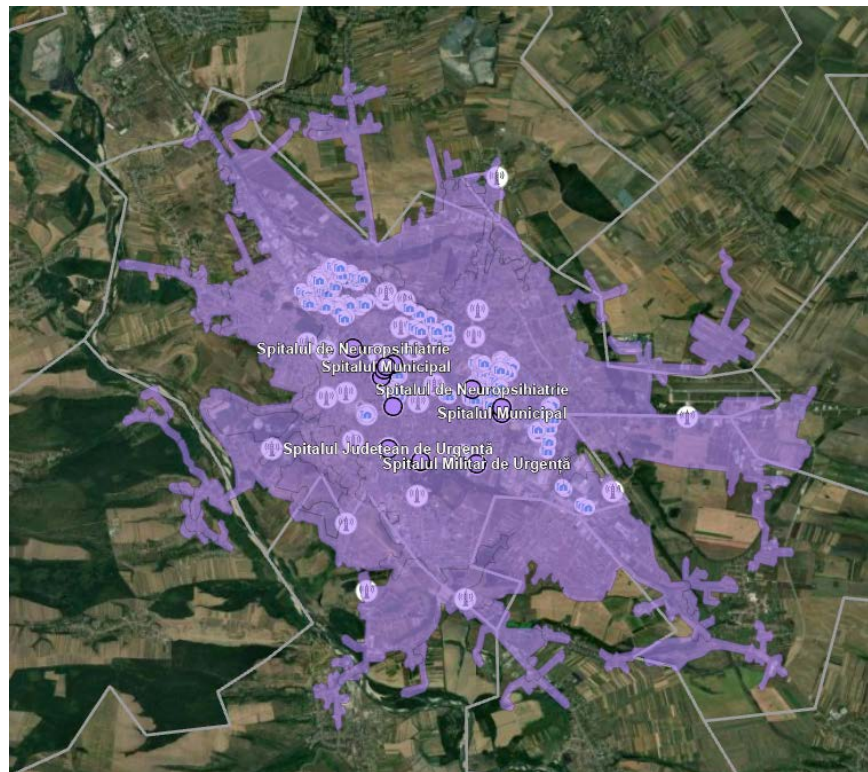 Spitalul de Neuropsihiatrie
Spitalul Municipal
Spitalul de Neuropsihiatrie
Spitalul Municipal
Spitalul Județean de Urgență
Spitalul Militar de Urgență